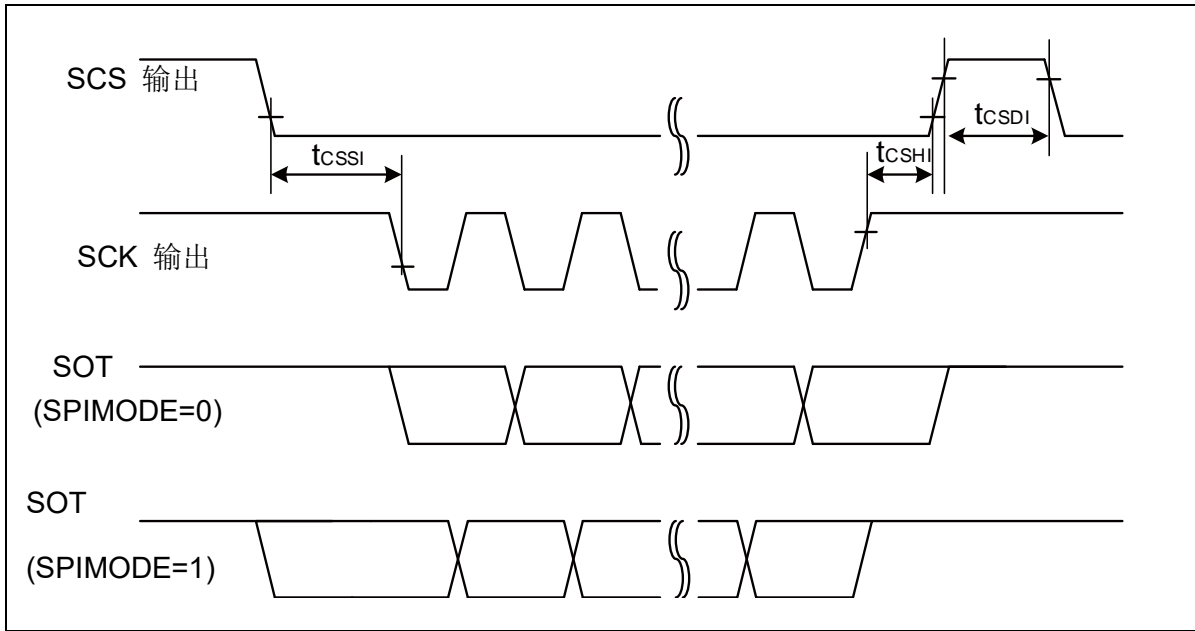 SCS 输出
tCSSI
tCSHI
tCSDI
SCK 输出
SOT
(SPIMODE=0)
SOT
(SPIMODE=1)